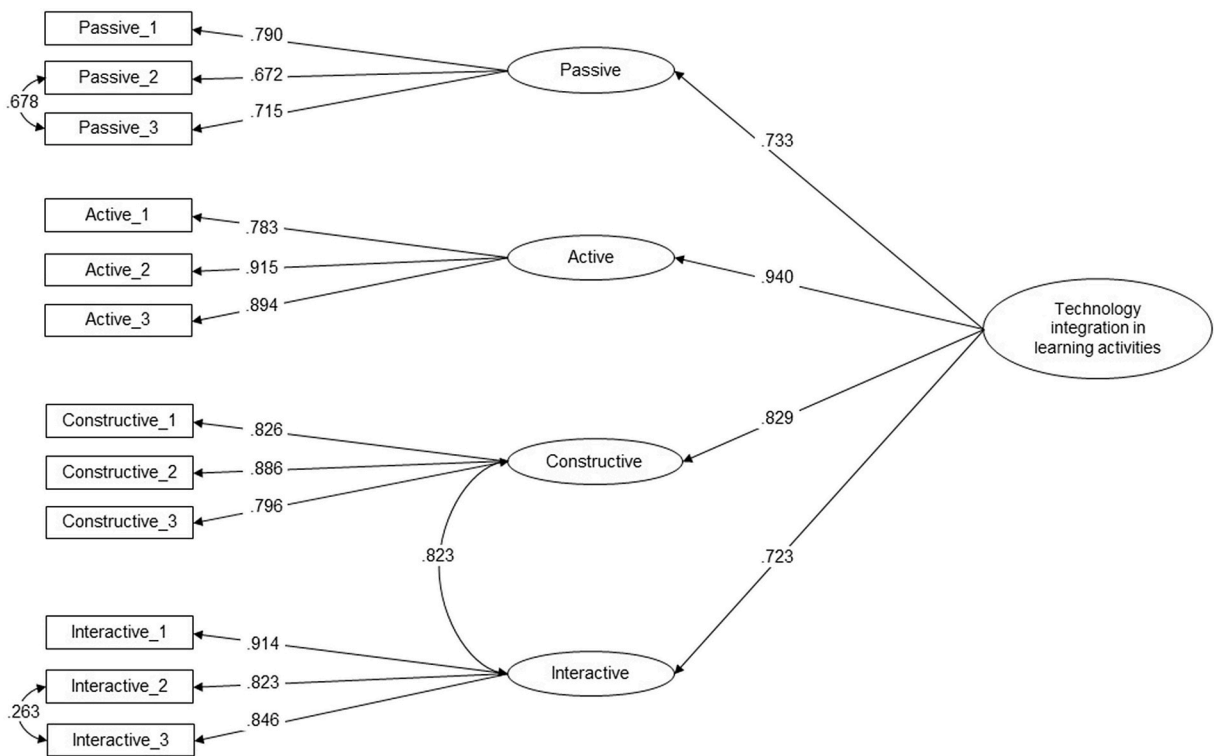 Passive_1
.790
Passive_2
.672
Passive
.678
.715
Passive_3
.733
Active_1
.783
Active_2
.915
Active
.940
.894
Active_3
Technology
integration in
learning activities
Constructive_1
.826
.829
Constructive_2
.886
Constructive
.796
Constructive_3
.823
.723
Interactive_1
.914
Interactive_2
.823
Interactive
.263
.846
Interactive_3